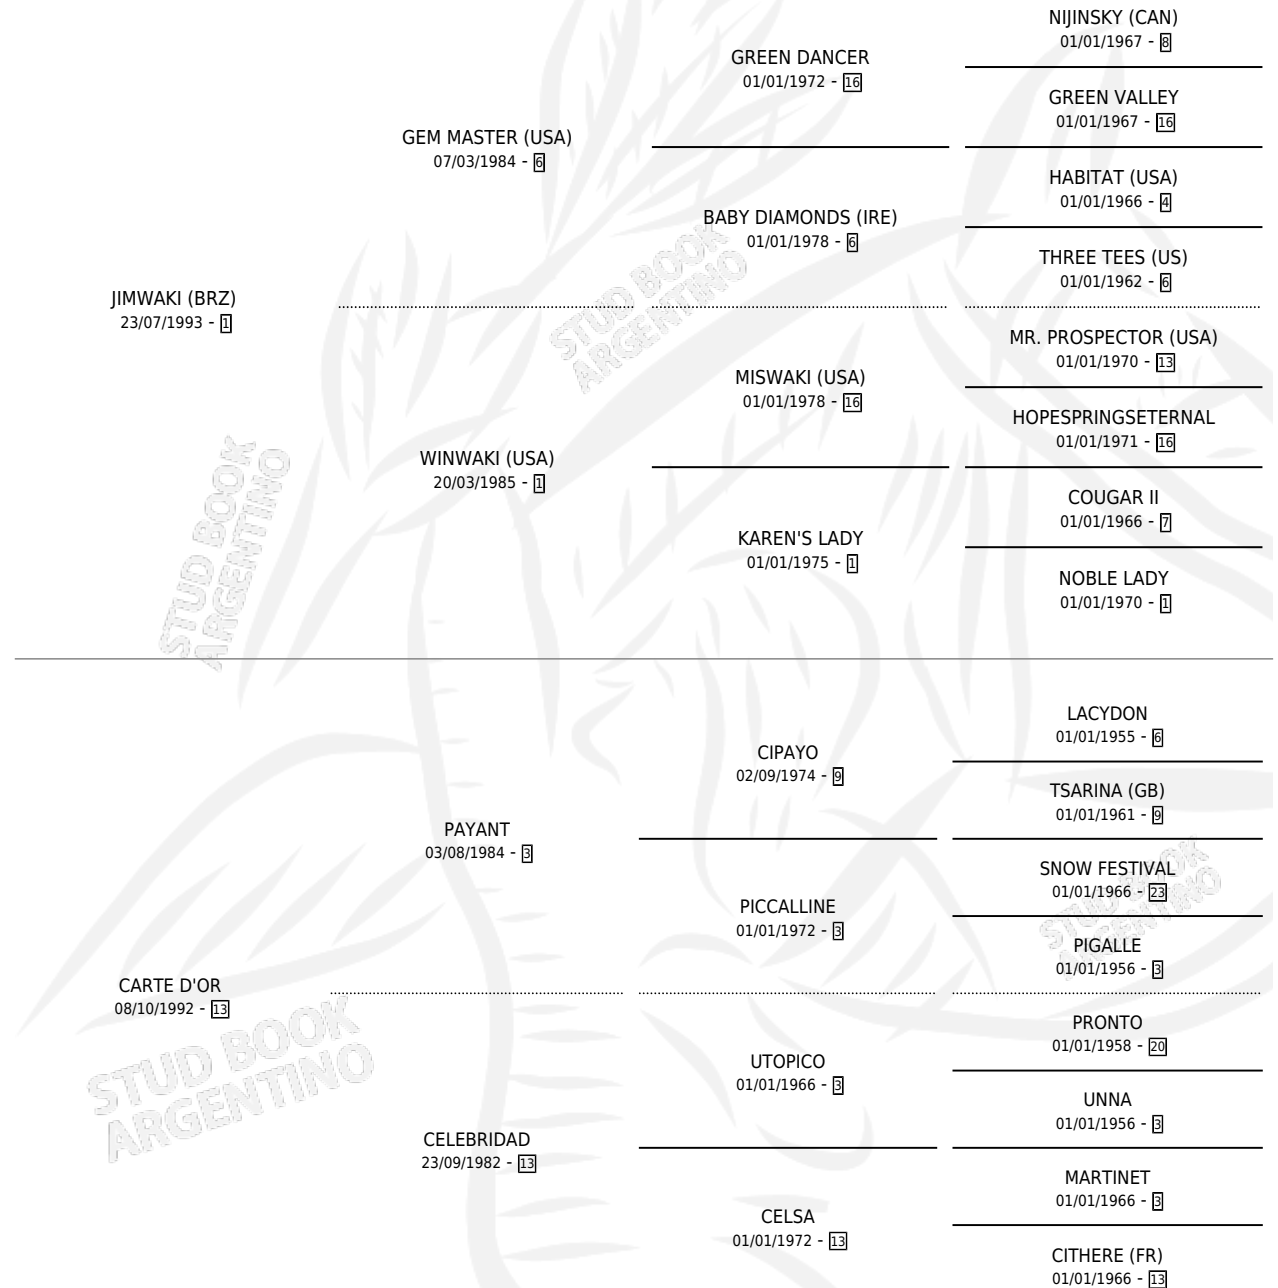 NIJINSKY (CAN)
01/01/1967 - 8
GREEN DANCER
01/01/1972 - 16
GREEN VALLEY
01/01/1967 - 16
GEM MASTER (USA)
07/03/1984 - 6
HABITAT (USA)
01/01/1966 - 4
BABY DIAMONDS (IRE)
01/01/1978 - 6
THREE TEES (US)
01/01/1962 - 6
JIMWAKI (BRZ)
23/07/1993 - 1
STUD BOOK
ARGENTINO
MR. PROSPECTOR (USA)
01/01/1970 - 13
MISWAKI (USA)
01/01/1978 - 16
HOPESPRINGSETERNAL
01/01/1971 - 16
WINWAKI (USA)
20/03/1985 - 1
COUGAR II
01/01/1966 - 7
KAREN'S LADY
01/01/1975 - 1
NOBLE LADY
01/01/1970 - 1
STUD BOOK
ARGENTINO
LACYDON
01/01/1955 - 6
CIPAYO
02/09/1974 - 9
TSARINA (GB)
01/01/1961 - 9
PAYANT
03/08/1984 - 3
SNOW FESTIVAL
01/01/1966 - 23
PICCALLINE
01/01/1972 - 3
STUD BOOK
ARGENTINO
PIGALLE
01/01/1956 - 3
CARTE D'OR
08/10/1992 - 13
PRONTO
01/01/1958 - 20
STUD BOOK
ARGENTINO
UTOPICO
01/01/1966 - 3
UNNA
01/01/1956 - 3
CELEBRIDAD
23/09/1982 - 13
MARTINET
01/01/1966 - 3
CELSA
01/01/1972 - 13
CITHERE (FR)
01/01/1966 - 13